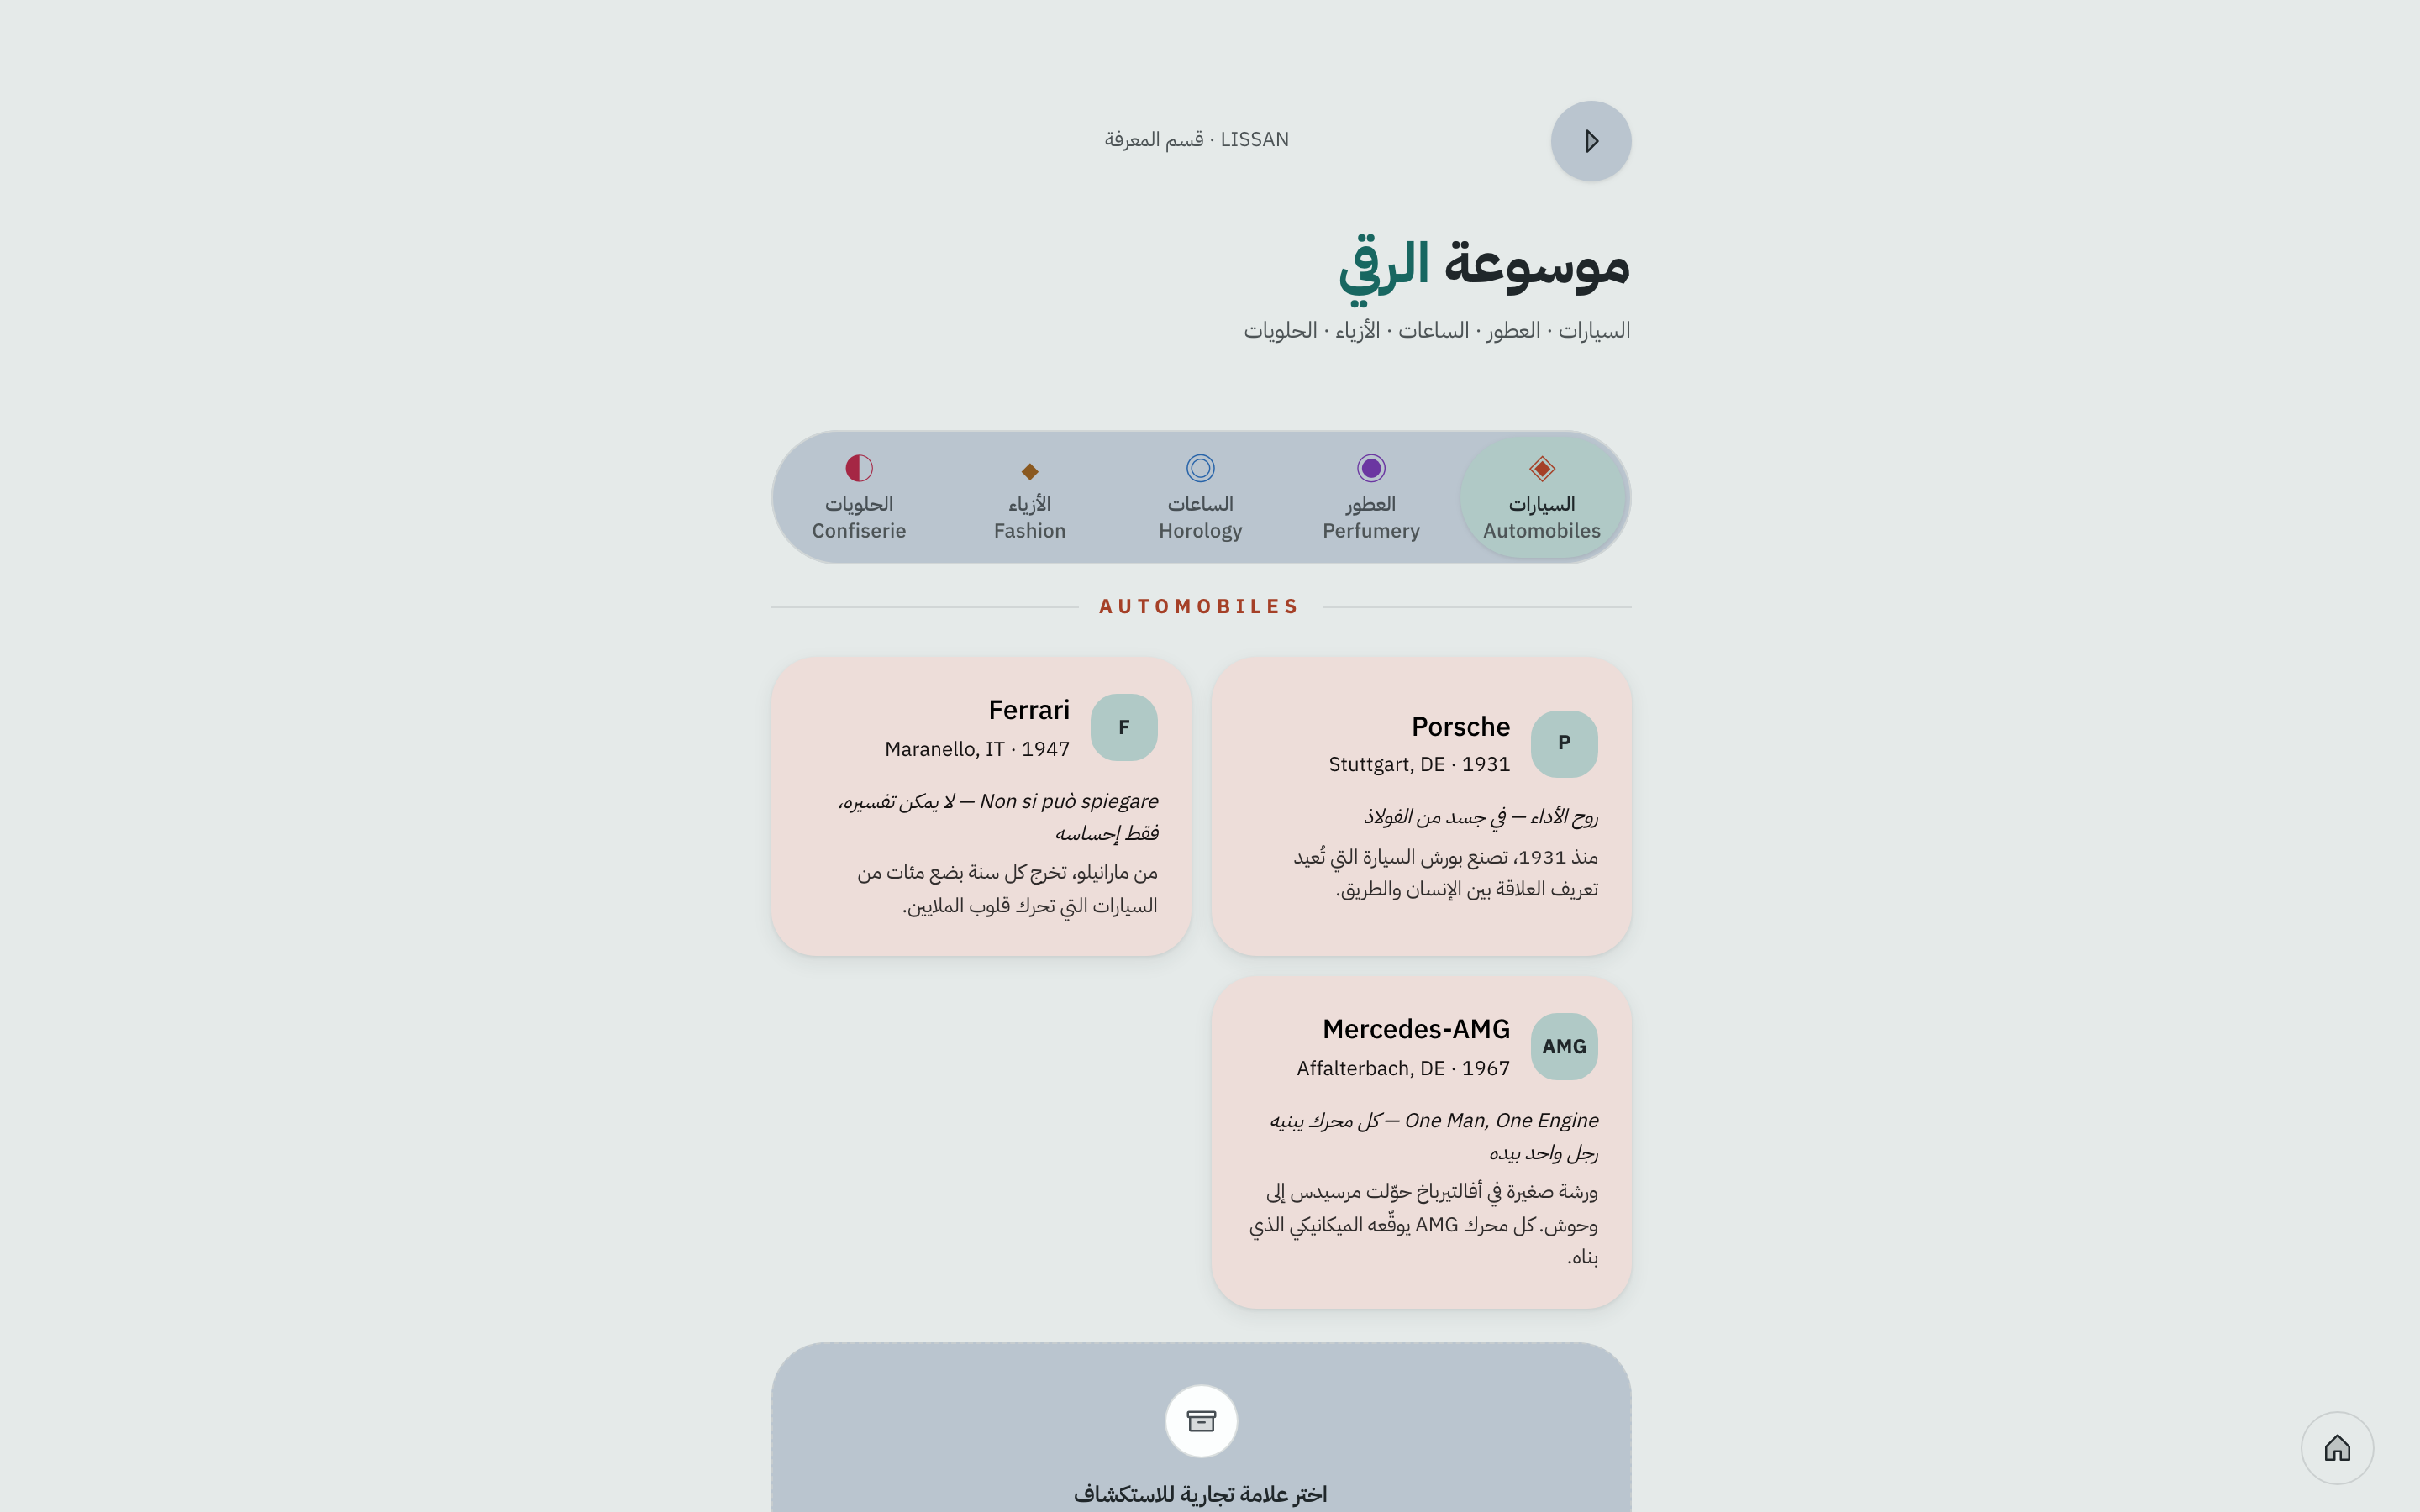 LISSAN · قسم المعرفة
موسوعة الرقي
السيارات · العطور · الساعات · الأزياء · الحلويات
السيارات
Automobiles
العطور
Perfumery
الساعات
Horology
الأزياء
Fashion
الحلويات
Confiserie
AUTOMOBILES
P
Porsche
Stuttgart, DE · 1931
روح الأداء — في جسد من الفولاذ
منذ 1931، تصنع بورش السيارة التي تُعيد
تعريف العلاقة بين الإنسان والطريق.
F
Ferrari
Maranello, IT · 1947
Non si può spiegare — لا يمكن تفسيره،
فقط إحساسه
من مارانيلو، تخرج كل سنة بضع مئات من
السيارات التي تحرك قلوب الملايين.
AMG
Mercedes-AMG
Affalterbach, DE · 1967
One Man, One Engine — كل محرك يبنيه
رجل واحد بيده
ورشة صغيرة في أفالتيرباخ حوّلت مرسيدس إلى
وحوش. كل محرك AMG يوقّعه الميكانيكي الذي
بناه.
اختر علامة تجارية للاستكشاف